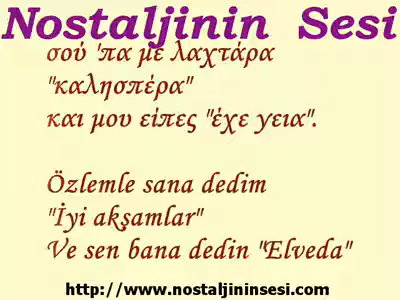 Nostaljinin Sesi
σού 'πα με λαχτάρα
"καλησπέρα"
και μου είπες "έχε γεια".
Özlemle sana dedim
"İyi akşamlar"
Ve sen bana dedin "Elveda"
http://www.nostaljininsesi.com